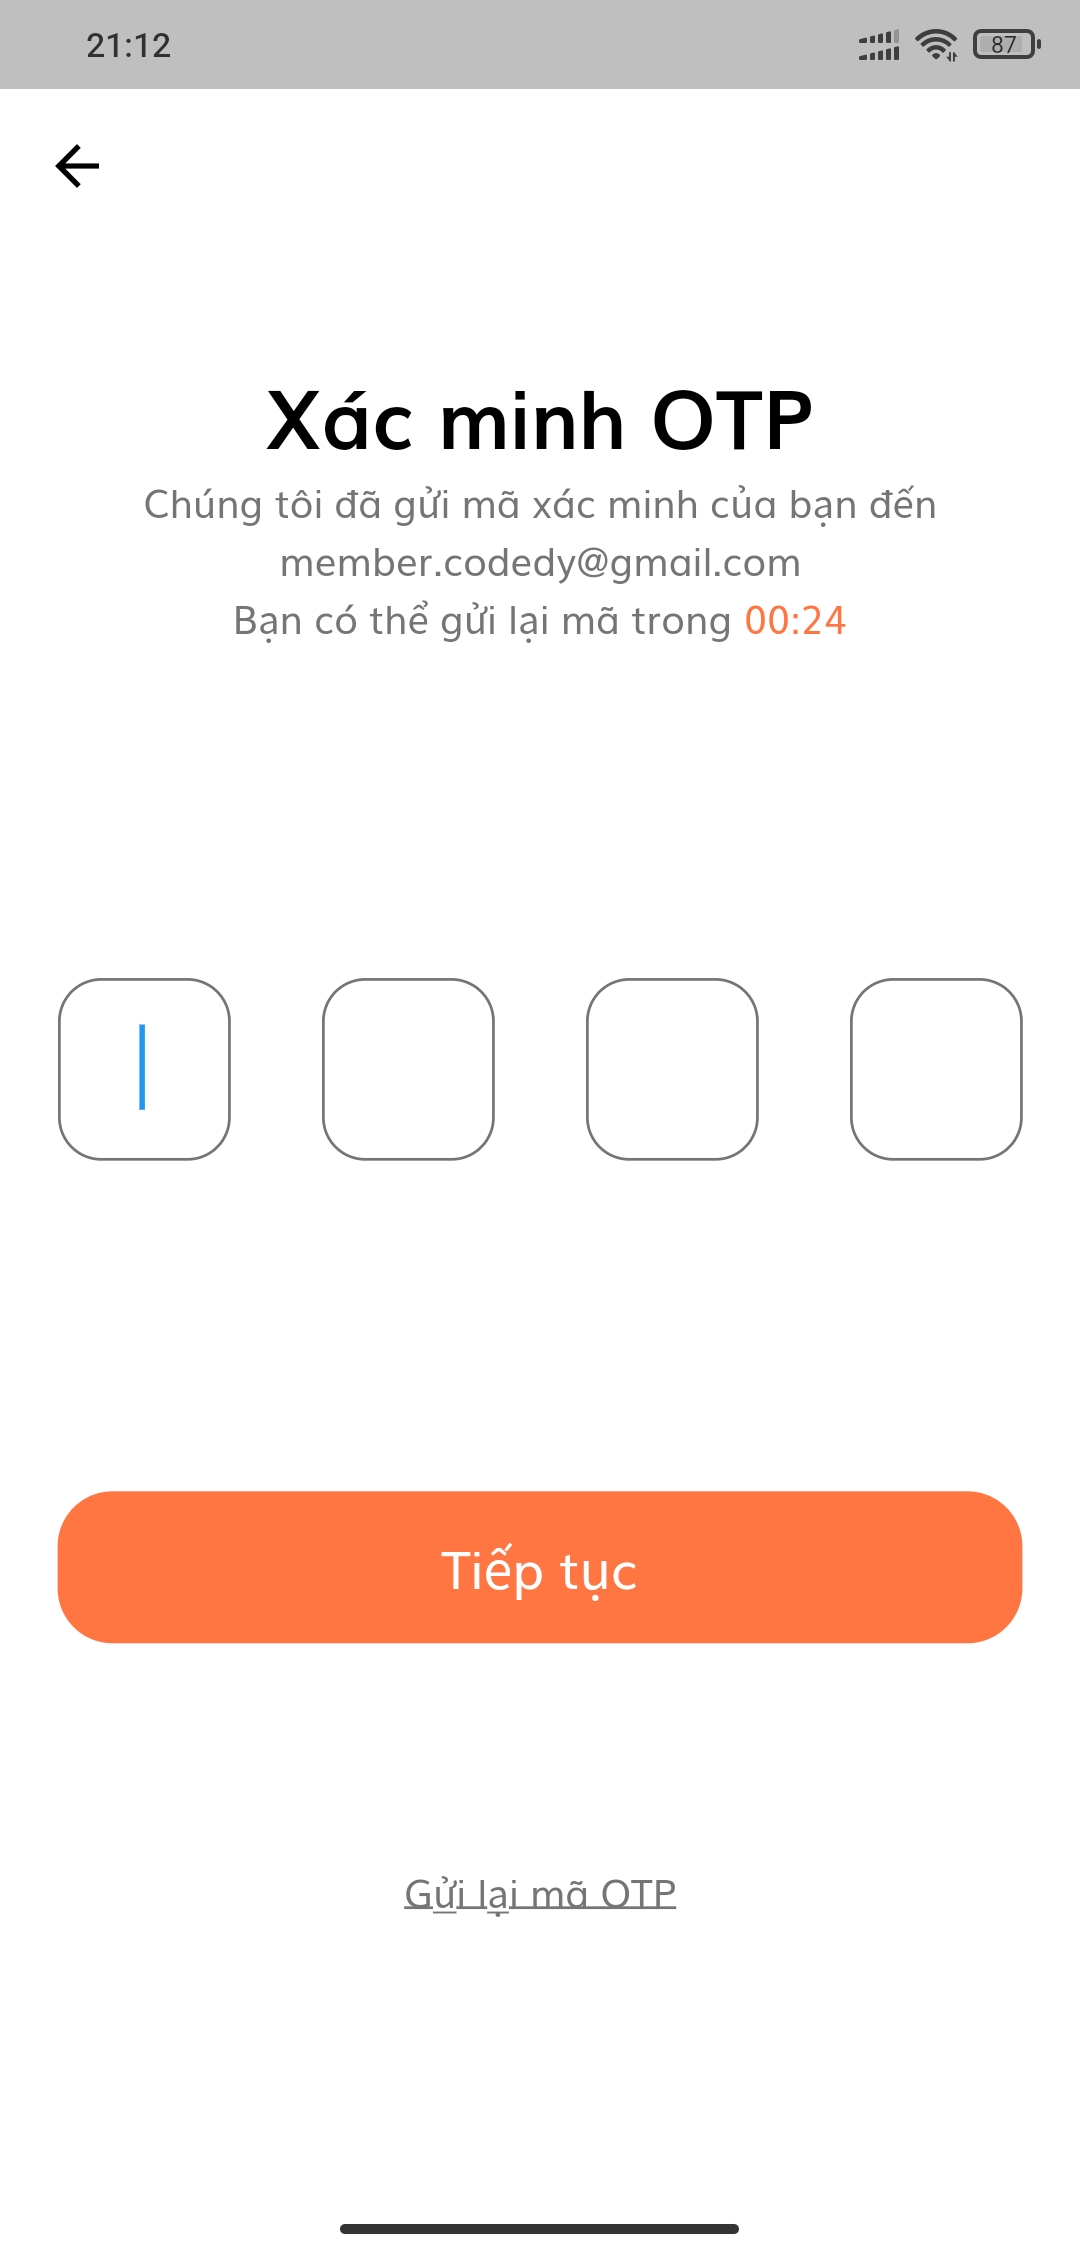 21:12
87
Xác minh OTP
Chúng tôi đã gửi mã xác minh của bạn đến
member.codedy@gmail.com
Bạn có thể gửi lại mã trong 00:24
Tiếp tục
Gửi lại mã OTP